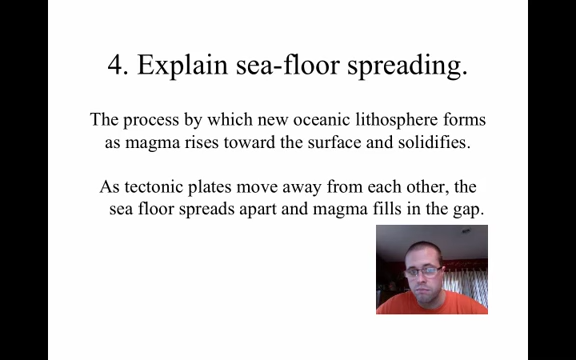 4. Explain sea-floor spreading.
The process by which new oceanic lithosphere forms
as magma rises toward the surface and solidifies.
As tectonic plates move away from each other, the
sea floor spreads apart and magma fills in the gap.